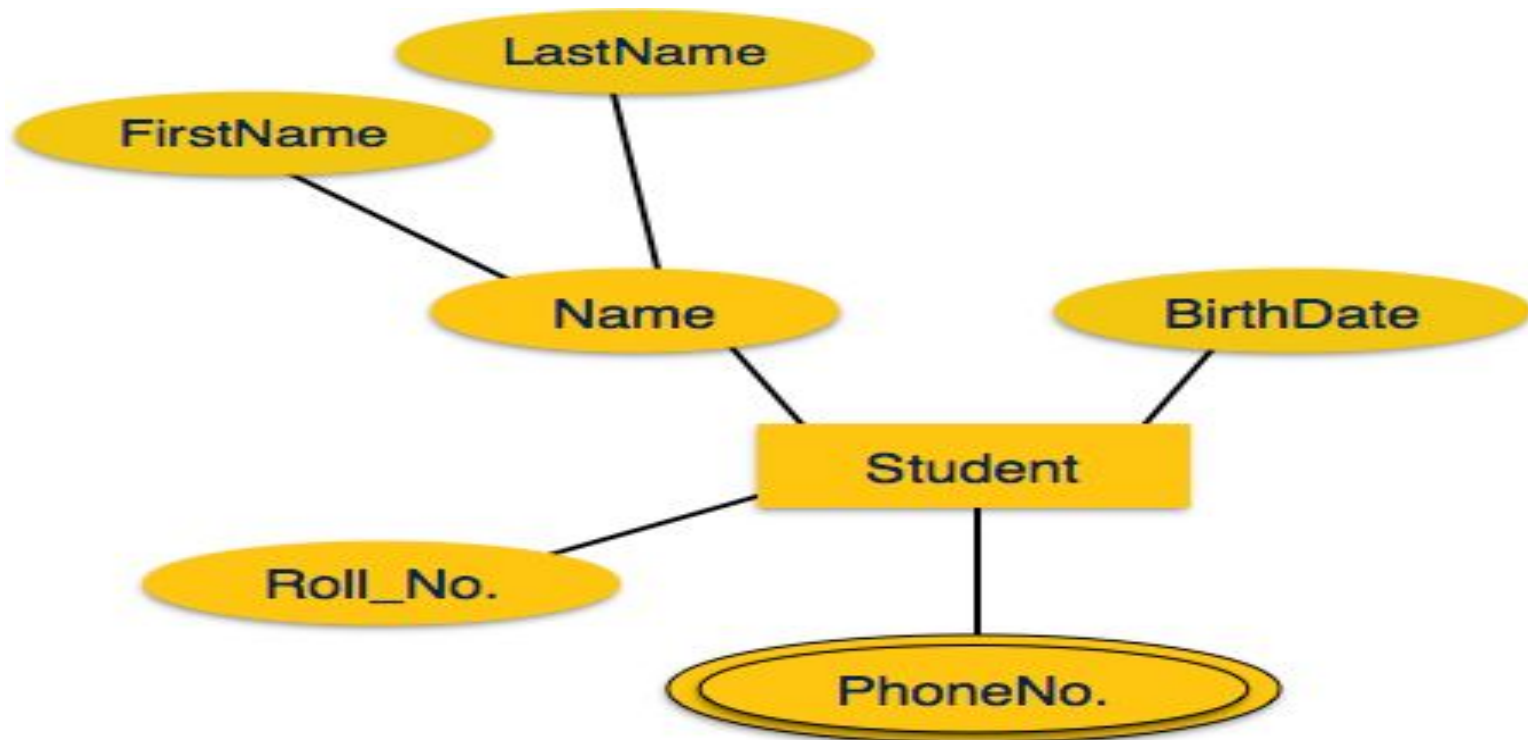 LastName
FirstName
Name
BirthDate
Student
Roll_No.
PhoneNo.